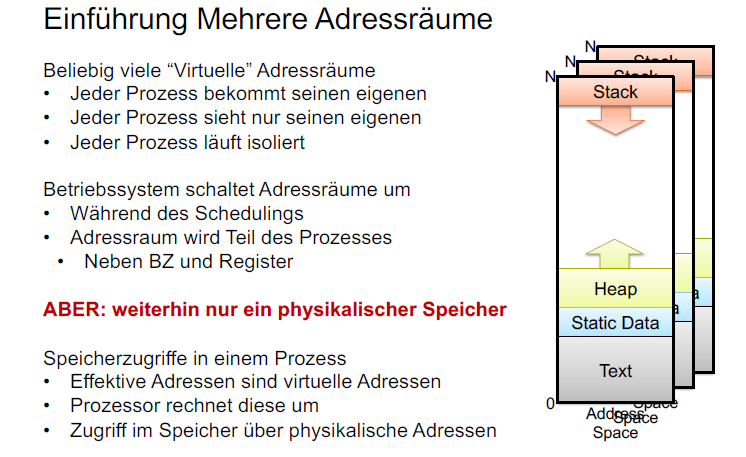 Einführung Mehrere Adressräume
Beliebig viele “Virtuelle” Adressräume
• Jeder Prozess bekommt seinen eigenen
• Jeder Prozess sieht nur seinen eigenen
• Jeder Prozess läuft isoliert
Betriebssystem schaltet Adressräume um
• Während des Schedulings
• Adressraum wird Teil des Prozesses
• Neben BZ und Register
ABER: weiterhin nur ein physikalischer Speicher
Speicherzugriffe in einem Prozess
• Effektive Adressen sind virtuelle Adressen
• Prozessor rechnet diese um
• Zugriff im Speicher über physikalische Adressen
N
N
N
Stack
Stack
Stack
Heap
Static Data
Text
0
Address
Space
Space
Space